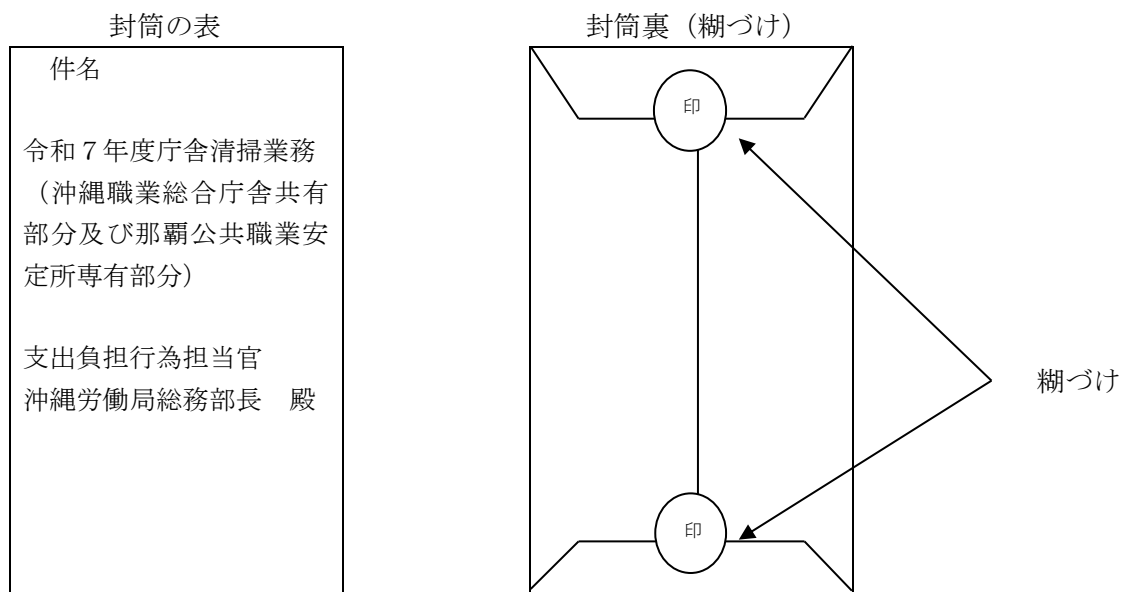 封筒の表
件名
令和７年度庁舎清掃業務
（沖縄職業総合庁舎共有
部分及び那覇公共職業安
定所専有部分）
支出負担行為担当官
沖縄労働局総務部長　殿
封筒裏（糊づけ）
印
糊づけ
印